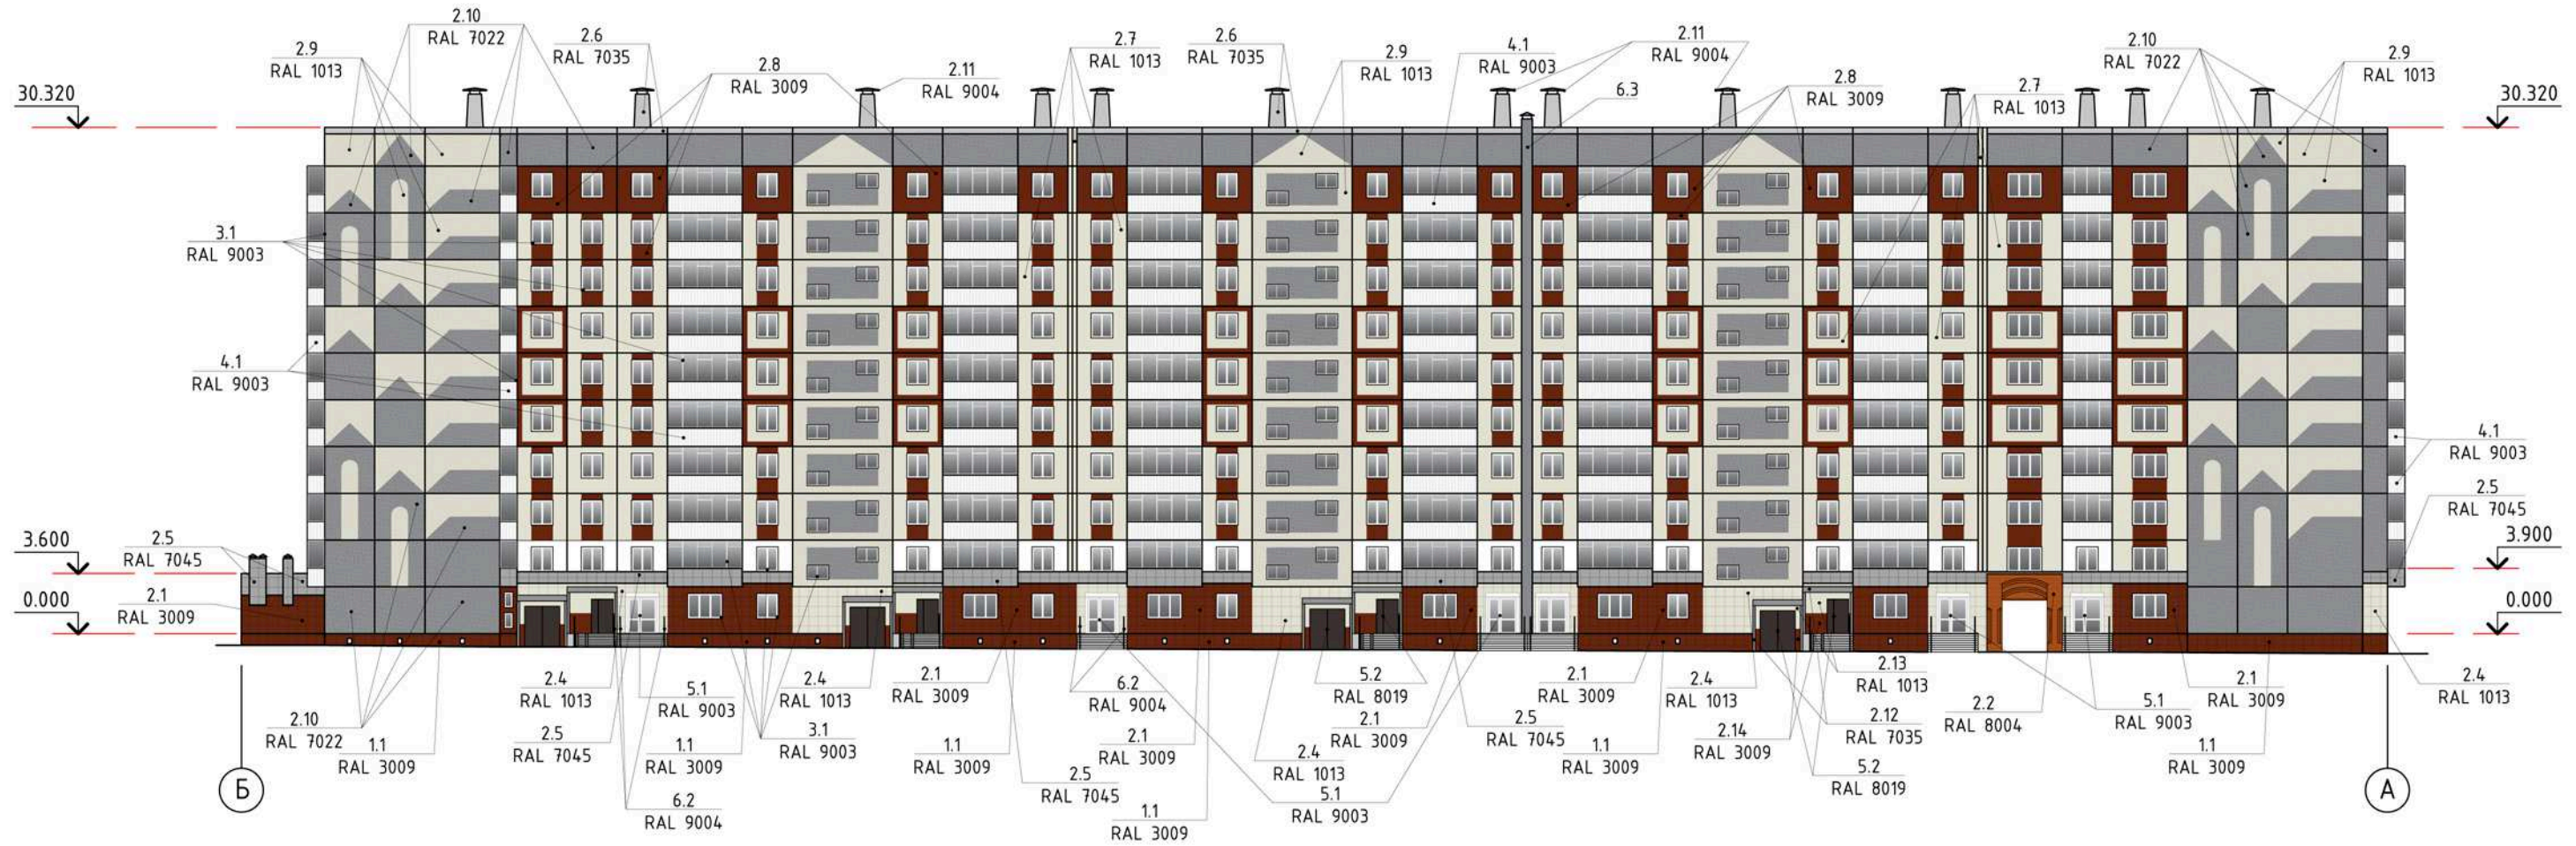 2.10
RAL 7022
2.9
RAL 1013
2.6
RAL 7035
2.8
RAL 3009
2.11
RAL 9004
2.7
RAL 1013
2.6
RAL 7035
2.9
RAL 1013
4.1
RAL 9003
2.11
RAL 9004
2.8
RAL 3009
6.3
2.7
RAL 1013
2.10
RAL 7022
2.9
RAL 1013
30.320
30.320
3.1
RAL 9003
4.1
RAL 9003
4.1
RAL 9003
2.5
RAL 7045
3.600
2.5
RAL 7045
3.900
0.000
2.1
RAL 3009
0.000
2.4
RAL 1013
5.1
RAL 9003
2.4
RAL 1013
2.1
RAL 3009
6.2
RAL 9004
5.2
RAL 8019
2.1
RAL 3009
2.4
RAL 1013
2.13
RAL 1013
2.1
RAL 3009
2.4
RAL 1013
2.10
RAL 7022
1.1
RAL 3009
2.5
RAL 7045
1.1
RAL 3009
3.1
RAL 9003
1.1
RAL 3009
2.5
RAL 7045
2.1
RAL 3009
1.1
RAL 3009
2.4
RAL 1013
5.1
RAL 9003
2.1
RAL 3009
2.5
RAL 7045
1.1
RAL 3009
2.14
RAL 3009
2.12
RAL 7035
5.2
RAL 8019
2.2
RAL 8004
5.1
RAL 9003
1.1
RAL 3009
6.2
RAL 9004
Б
А